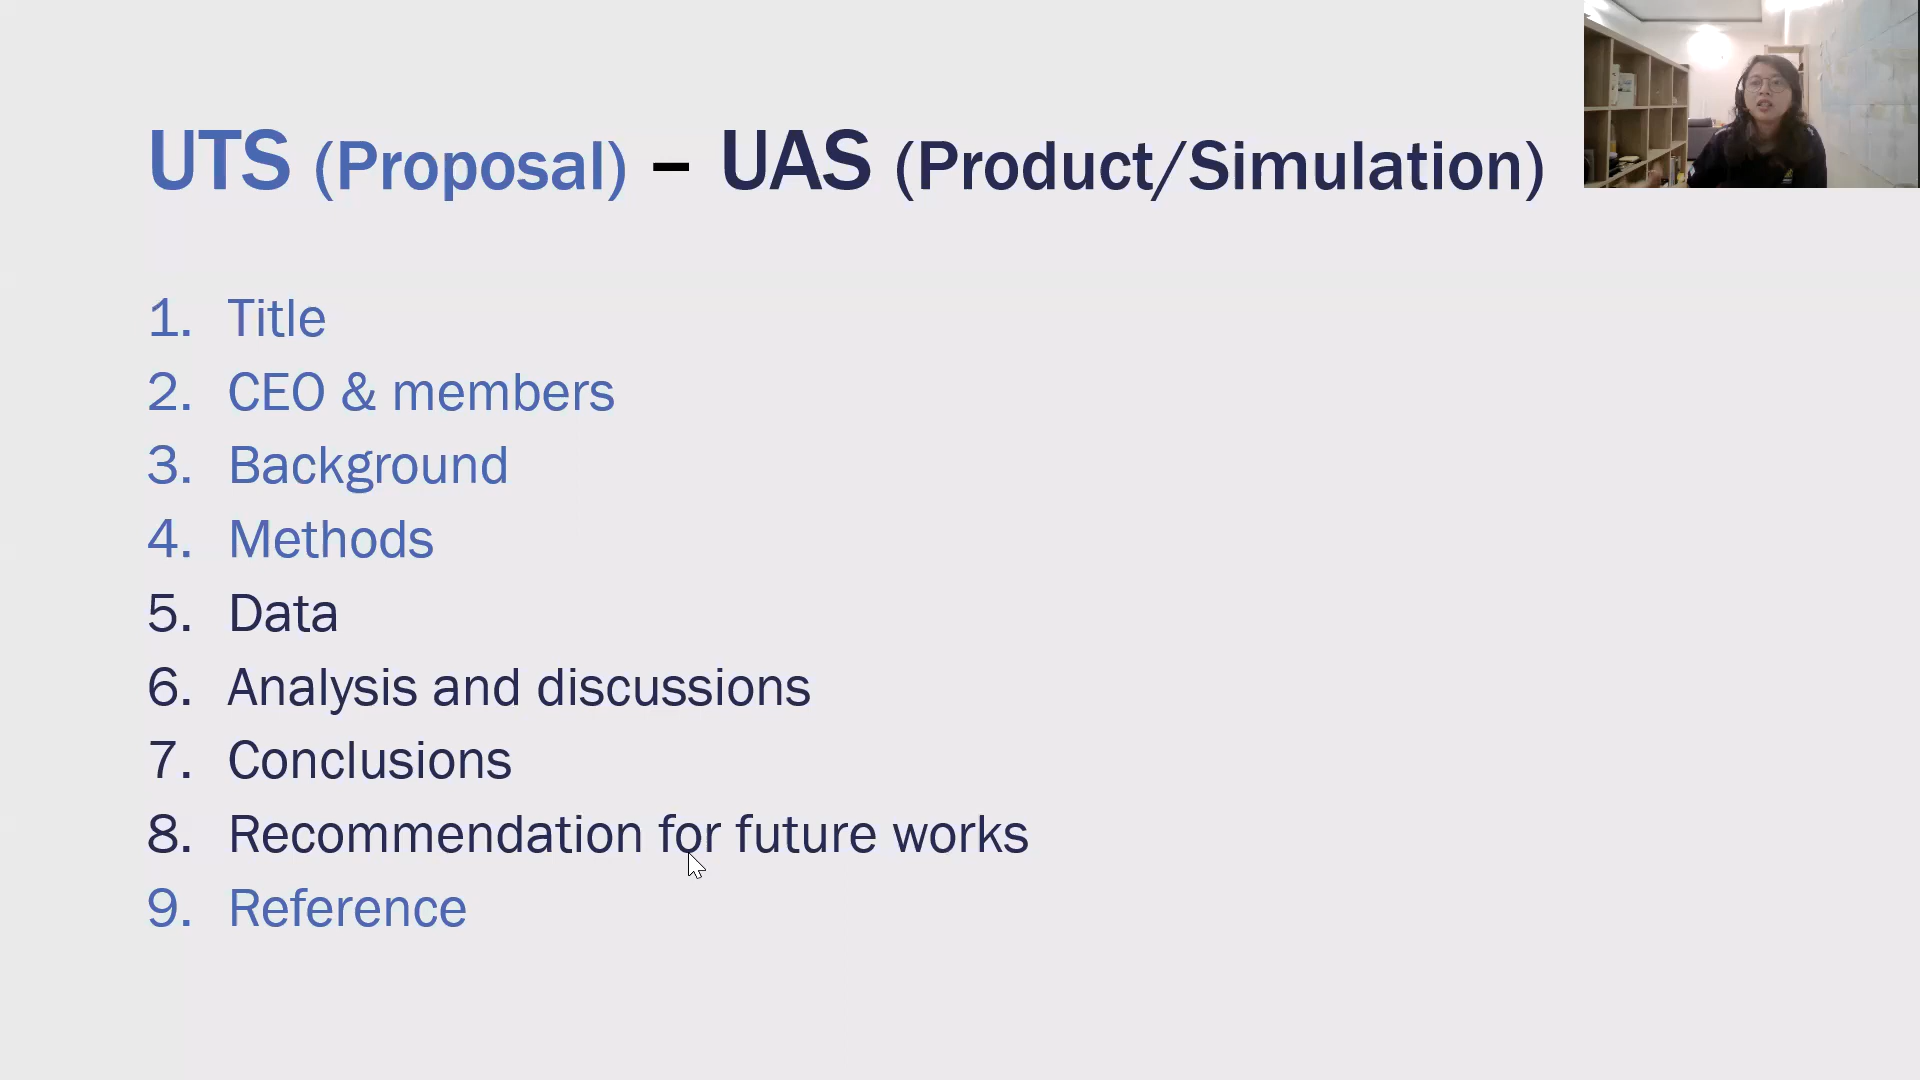 UTS (Proposal) – UAS (Product/Simulation)
1. Title
2. CEO & members
3. Background
4. Methods
5. Data
6. Analysis and discussions
7. Conclusions
8. Recommendation for future works
9. Reference